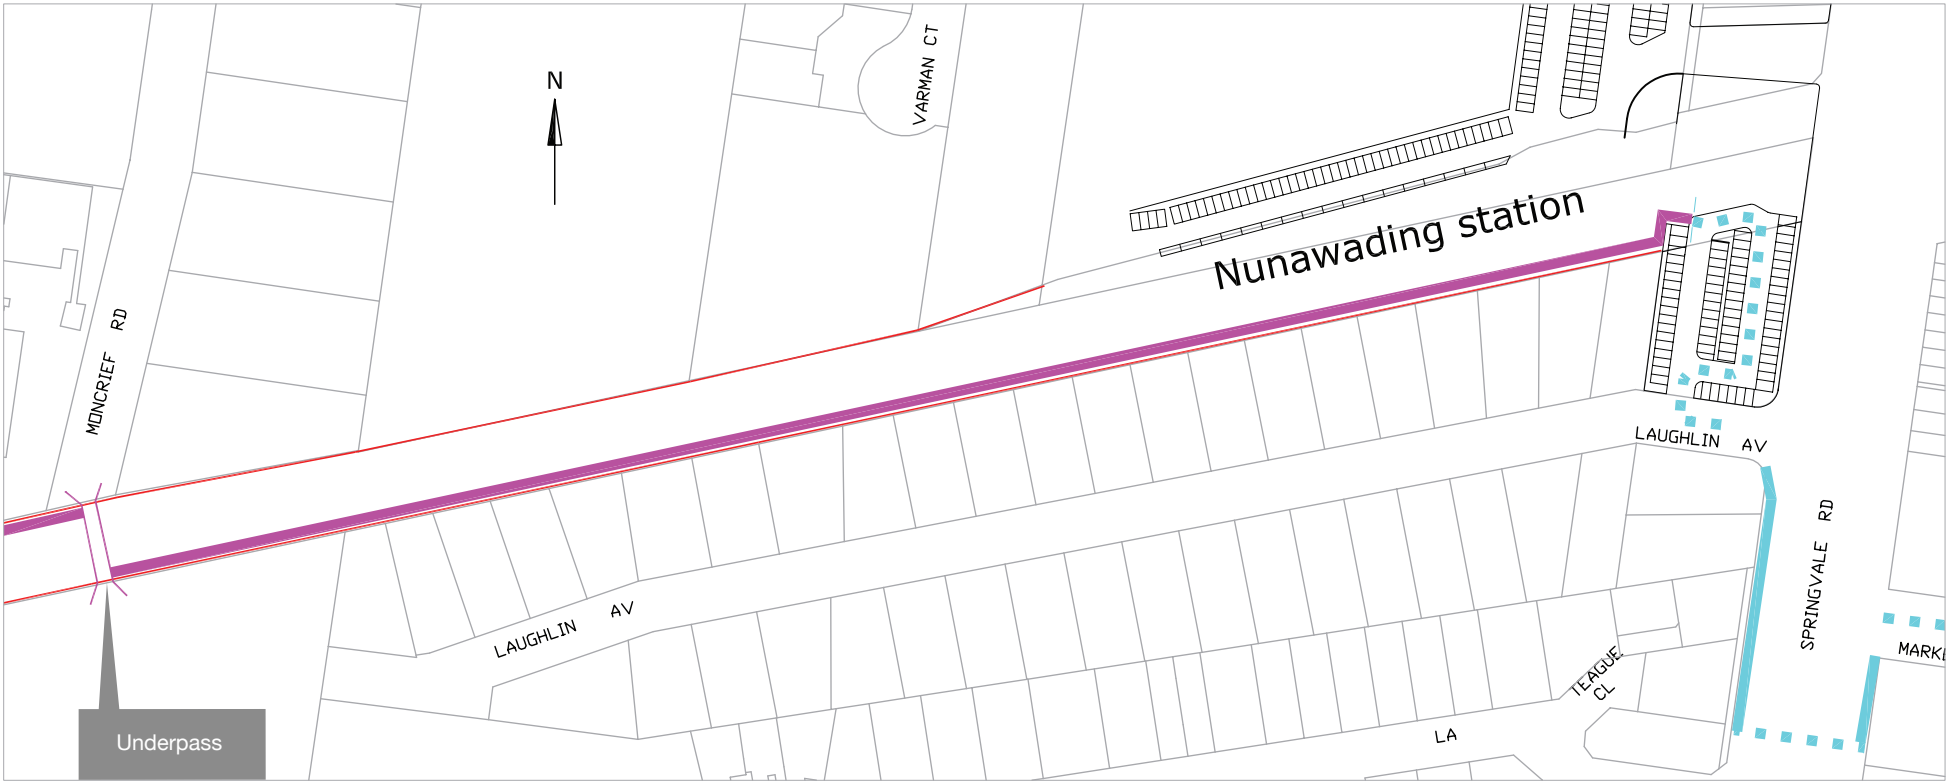 N
VARMAN CT
Nunawading station
MONCRIEF RD
LAUGHLIN AV
SPRINGVALE RD
LAUGHLIN AV
TEAGUE
CL
LA
Underpass